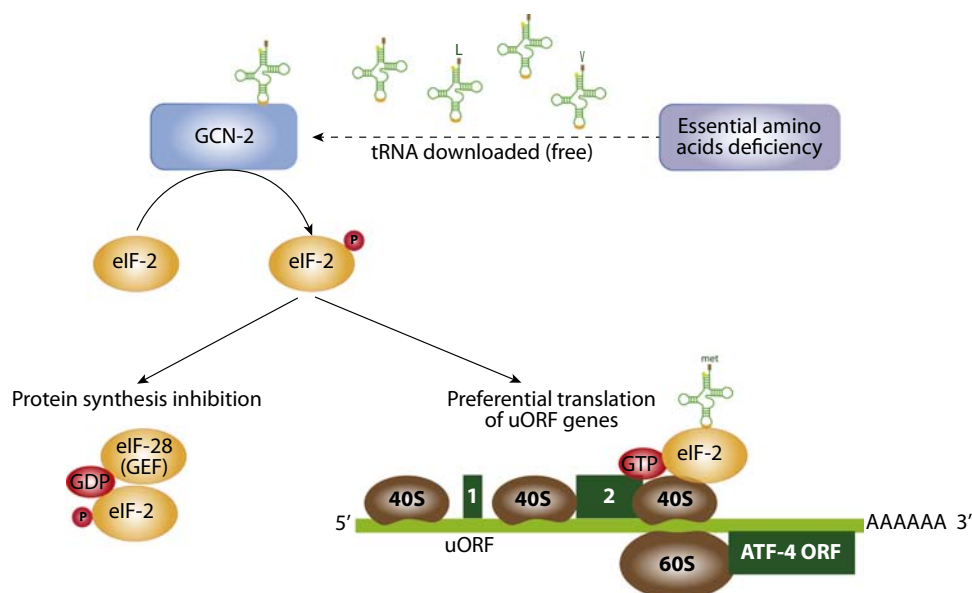 L
V
GCN-2
tRNA downloaded (free)
Essential amino
acids deficiency
eIF-2
eIF-2
P
Protein synthesis inhibition
Preferential translation
of uORF genes
met
eIF-28
(GEF)
GDP
eIF-2
P
GTP
eIF-2
40S
1
40S
2
40S
5′
AAAAAA 3′
uORF
60S
ATF-4 ORF